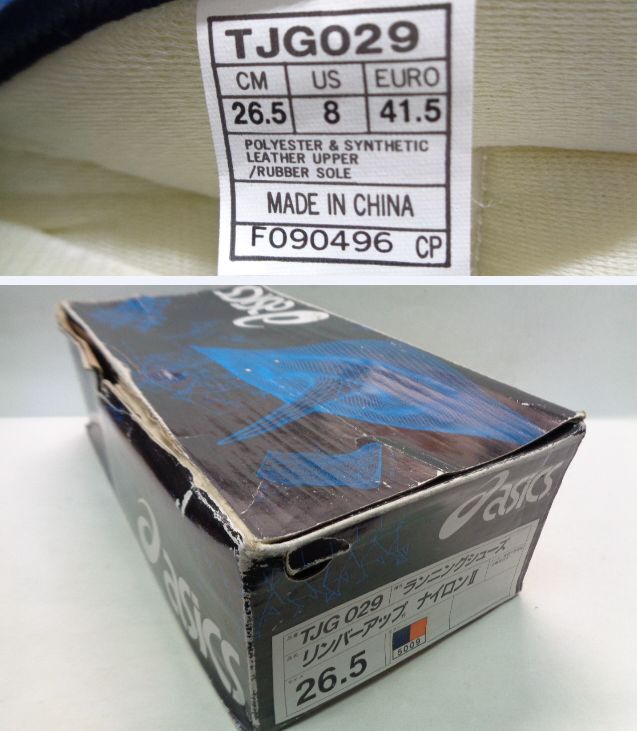 TJG029
CM US EURO
26.5 8 41.5
POLYESTER & SYNTHETIC
LEATHER UPPER
/RUBBER SOLE
MADE IN CHINA
F090496 CP
asics
asics
asics
TJG 029 ランニングシューズ
リンバーアップ ナイロンII
26.5
5009